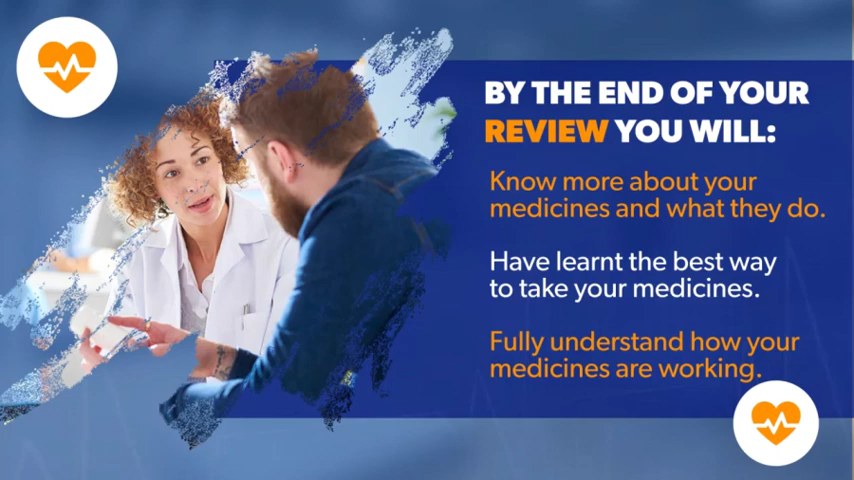 BY THE END OF YOUR
REVIEW YOU WILL:
Know more about your
medicines and what they do.
Have learnt the best way
to take your medicines.
Fully understand how your
medicines are working.